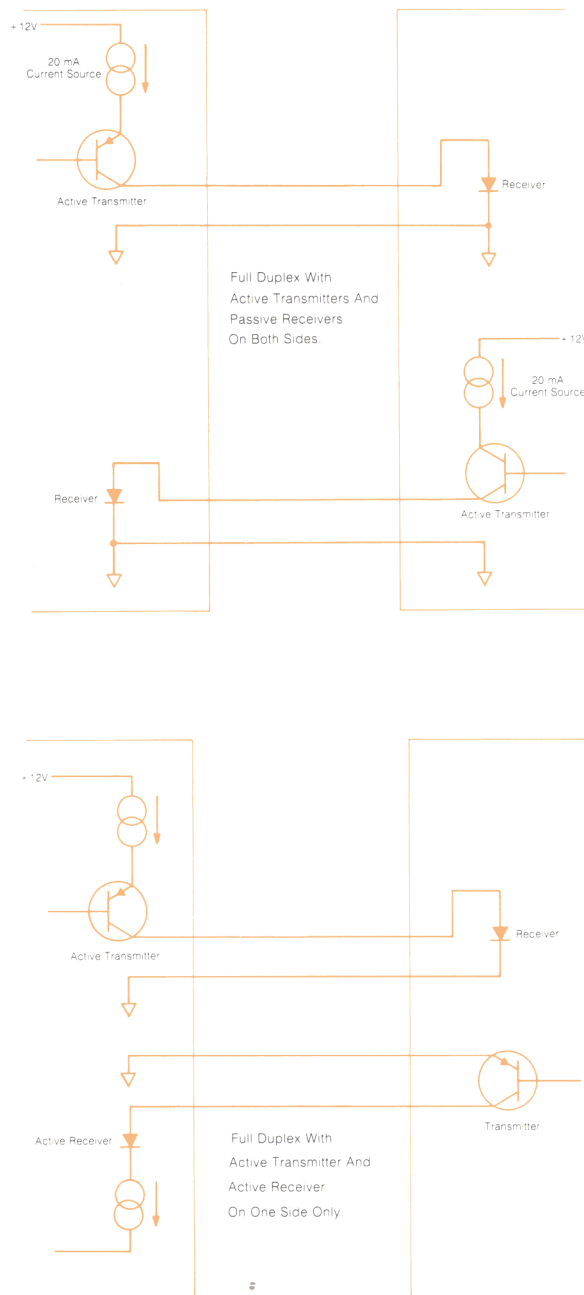 + 12V
20 mA
Current Source
Active Transmitter
Receiver
Full Duplex With
Active Transmitters And
Passive Receivers
On Both Sides.
+ 12V
20 mA
Current Source
Receiver
Active Transmitter
+ 12V
Active Transmitter
Receiver
Transmitter
Active Receiver
Full Duplex With
Active Transmitter And
Active Receiver
On One Side Only